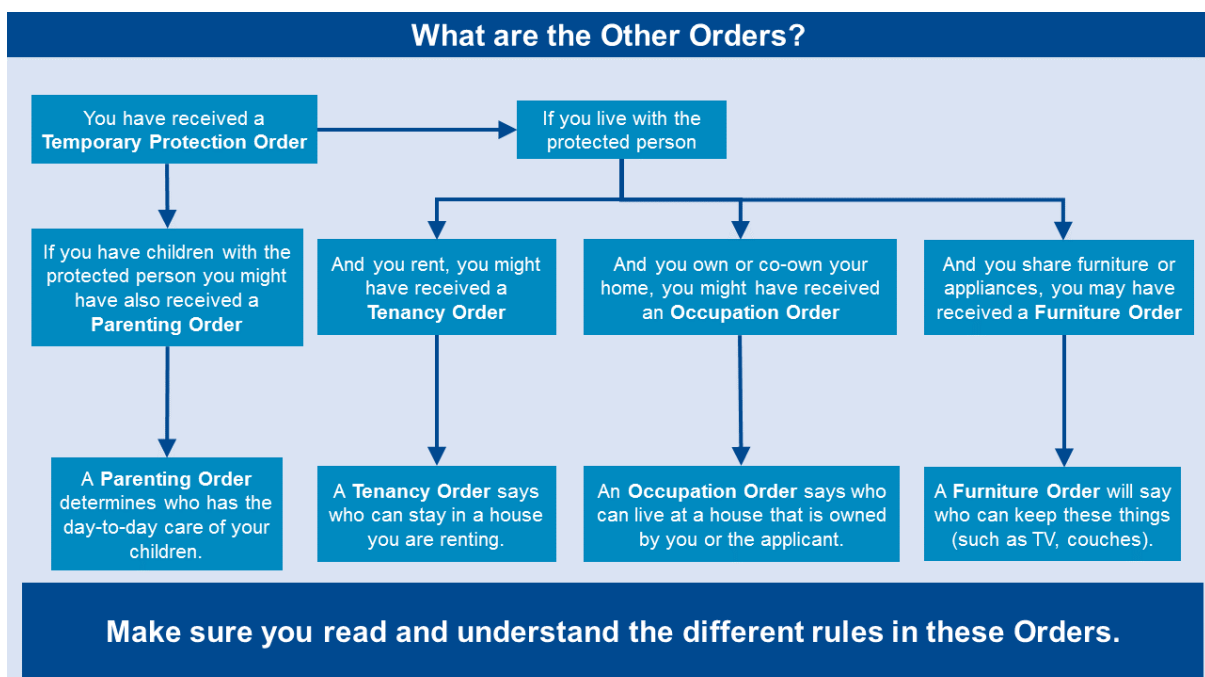 What are the Other Orders?
You have received a
Temporary Protection Order
If you live with the
protected person
If you have children with the
protected person you might
have also received a
Parenting Order
And you rent, you might
have received a
Tenancy Order
And you own or co-own your
home, you might have received
an Occupation Order
And you share furniture or
appliances, you may have
received a Furniture Order
A Parenting Order
determines who has the
day-to-day care of your
children.
A Tenancy Order says
who can stay in a house
you are renting.
An Occupation Order says who
can live at a house that is owned
by you or the applicant.
A Furniture Order will say
who can keep these things
(such as TV, couches).
Make sure you read and understand the different rules in these Orders.